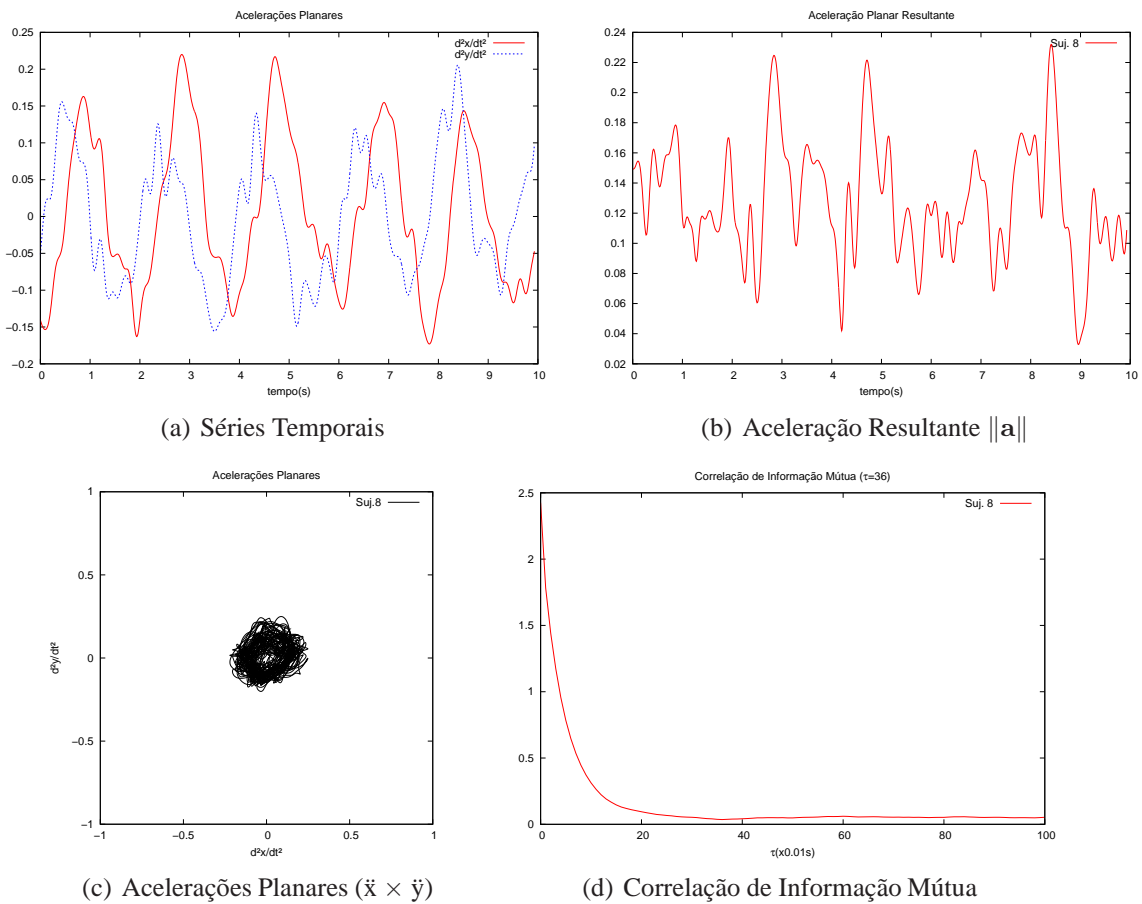 Acelerações Planares
d²x/dt²
d²y/dt²
0.25
0.2
0.15
0.1
0.05
0
−0.05
−0.1
−0.15
−0.2
0 1 2 3 4 5 6 7 8 9 10
tempo(s)
(a) Séries Temporais
Aceleração Planar Resultante
Suj. 8
0.24
0.22
0.2
0.18
0.16
0.14
0.12
0.1
0.08
0.06
0.04
0.02
0 1 2 3 4 5 6 7 8 9 10
tempo(s)
(b) Aceleração Resultante ‖a‖
Acelerações Planares
Suj.8
1
0.5
0
−0.5
−1
d²y/dt²
−1 −0.5 0 0.5 1
d²x/dt²
(c) Acelerações Planares (ẍ × ÿ)
Correlação de Informação Mútua (τ=36)
Suj. 8
2.5
2
1.5
1
0.5
0
0 20 40 60 80 100
τ(x0.01s)
(d) Correlação de Informação Mútua